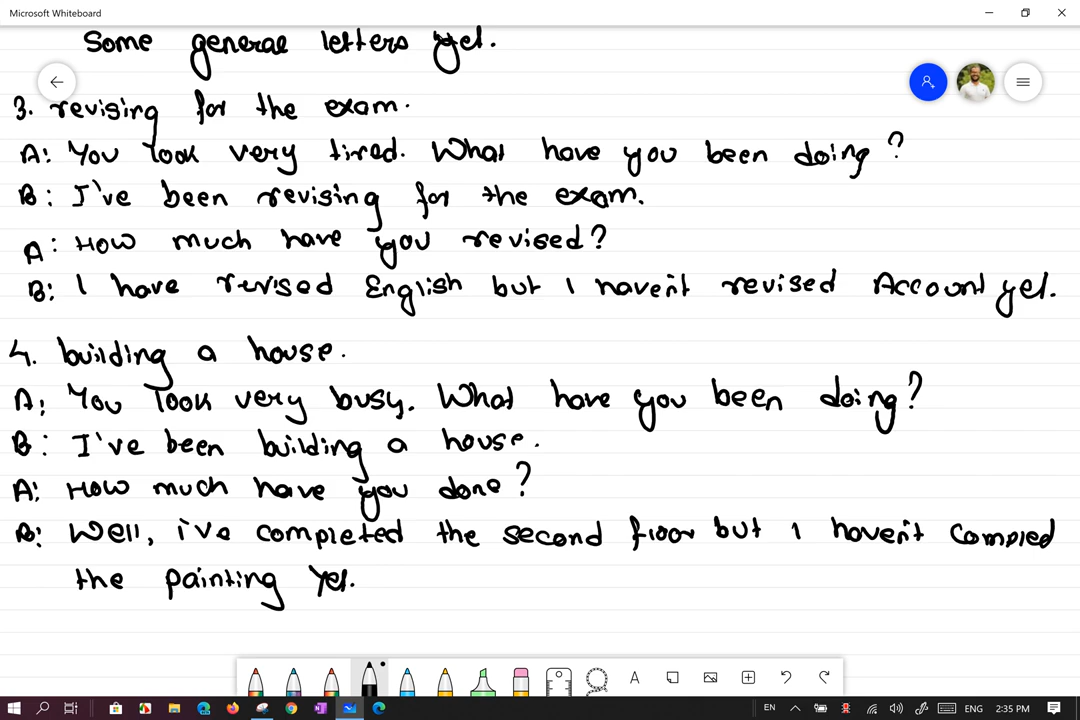 Microsoft Whiteboard
Some general letters yet.
3. revising for the exam.
A: You look very tired. What have you been doing?
B: I've been revising for the exam.
A: How much have you revised?
B: I have revised English but I haven't revised Account yet.
4. building a house.
A: You look very busy. What have you been doing?
B: I've been building a house.
A: How much have you done?
B: Well, i've completed the second floor but I haven't compled
the painting yet.
A
EN ENG 2:35 PM